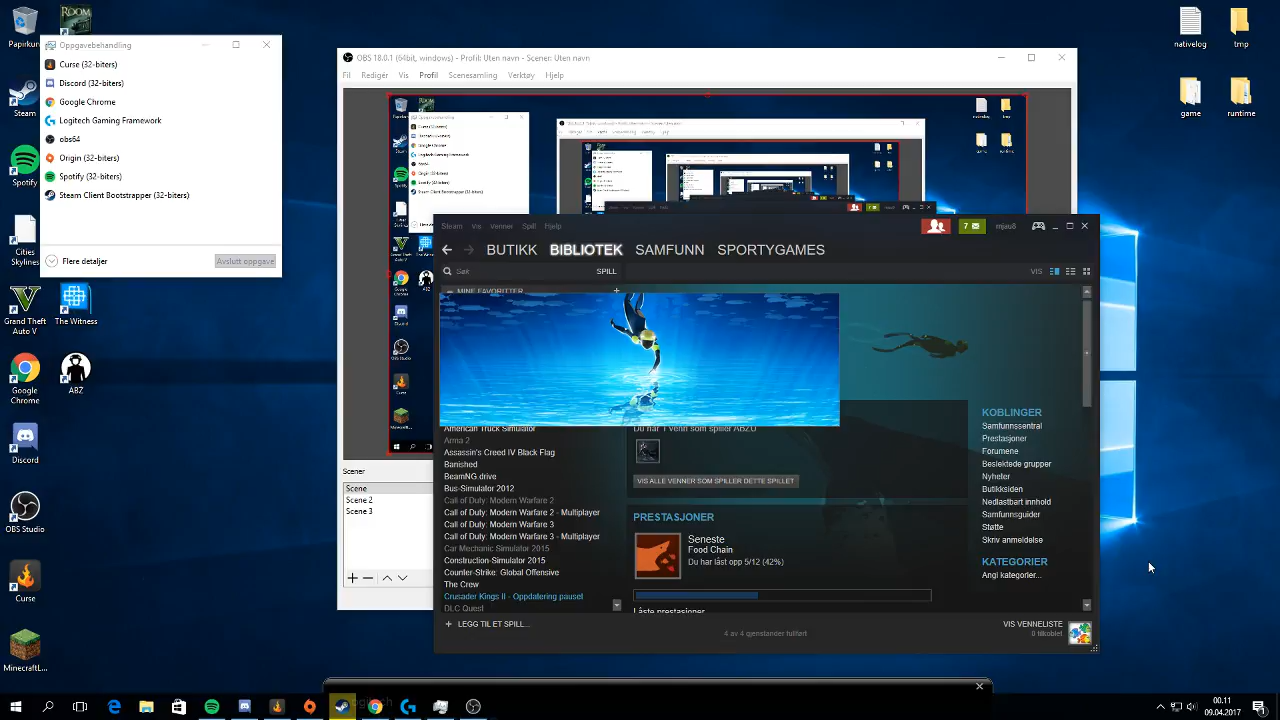 Papirkurv
Oppgavebehandling
Curse (32-biters)
Discord (32-biters)
Google Chrome
Logitech Gaming Framework
obs64
Origin (32-biters)
Spotify (32-biters)
Steam Client Bootstrapper (32-biters)
Flere detaljer
Avslutt oppgave
Steam
Spotify
Cities
Skylines
Grand Theft
Auto V
The Witness
Google
Chrome
ABZ
Discord
OBS Studio
Curse
MinecraftL...
OBS 18.0.1 (64bit, windows) - Profil: Uten navn - Scener: Uten navn
Fil Redigér Vis Profil Scenesamling Verktøy Hjelp
Scener
Scene
Scene 2
Scene 3
Steam Vis Venner Spill Hjelp
7
mjau8
BUTIKK BIBLIOTEK SAMFUNN SPORTYGAMES
Søk
SPILL
VIS
MINE FAVORITTER
American Truck Simulator
Arma 2
Assassin's Creed IV Black Flag
Banished
BeamNG.drive
Bus-Simulator 2012
Call of Duty: Modern Warfare 2
Call of Duty: Modern Warfare 2 - Multiplayer
Call of Duty: Modern Warfare 3
Call of Duty: Modern Warfare 3 - Multiplayer
Car Mechanic Simulator 2015
Construction-Simulator 2015
Counter-Strike: Global Offensive
The Crew
Crusader Kings II - Oppdatering pauset
DLC Quest
Du har 1 venn som spiller ABZU
VIS ALLE VENNER SOM SPILLER DETTE SPILLET
PRESTASJONER
Seneste
Food Chain
Du har låst opp 5/12 (42%)
Låste prestasjoner
KOBLINGER
Samfunnssentral
Prestasjoner
Forumene
Beslektede grupper
Nyheter
Butikksiden
Nedlastbart innhold
Samfunnsguider
Støtte
Skriv anmeldelse
KATEGORIER
Angi kategorier...
LEGG TIL ET SPILL...
4 av 4 gjenstander fullført
VIS VENNELISTE
0 tilkoblet
nativelog
tmp
game
runtime
00.11
09.04.2017